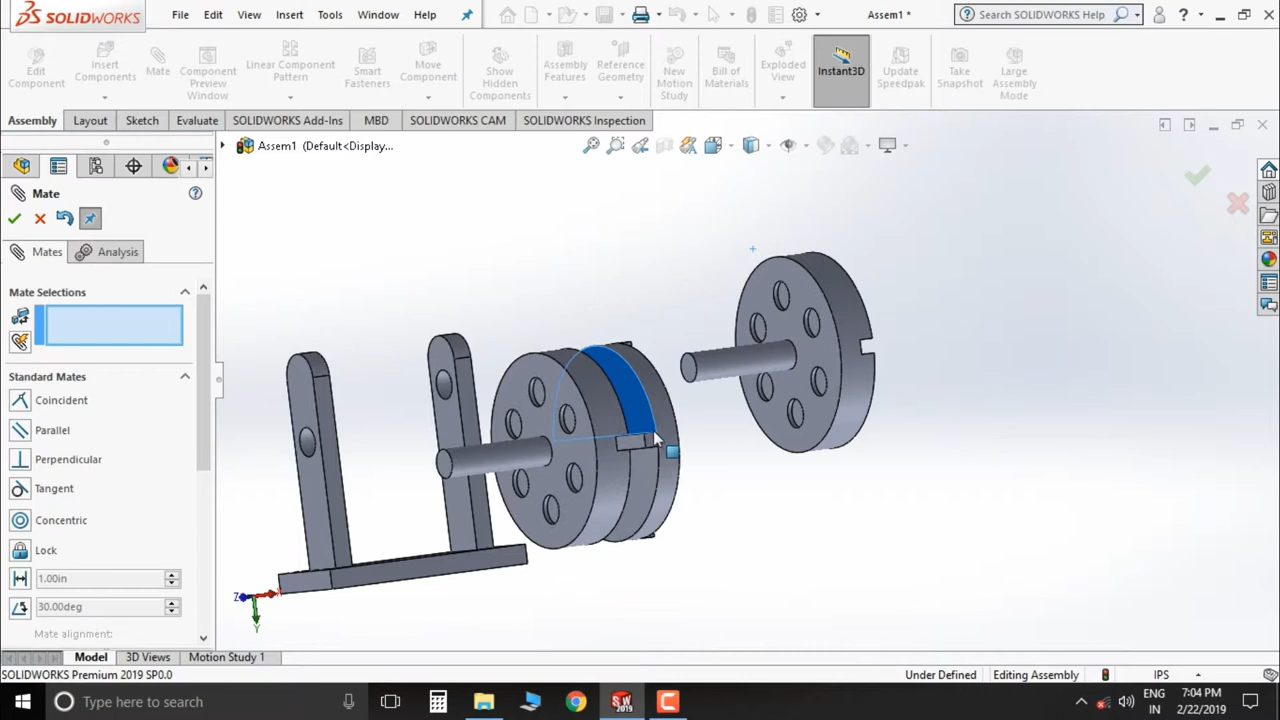 SOLIDWORKS File Edit View Insert Tools Window Help Assem1 * Search SOLIDWORKS Help
Edit Component
Insert Components
Mate
Component Preview Window
Linear Component Pattern
Smart Fasteners
Move Component
Show Hidden Components
Assembly Features
Reference Geometry
New Motion Study
Bill of Materials
Exploded View
Instant3D
Update Speedpak
Take Snapshot
Large Assembly Mode
Assembly Layout Sketch Evaluate SOLIDWORKS Add-Ins MBD SOLIDWORKS CAM SOLIDWORKS Inspection
Assem1 (Default<Display...
Mate
Mates Analysis
Mate Selections
Standard Mates
Coincident
Parallel
Perpendicular
Tangent
Concentric
Lock
1.00in
30.00deg
Mate alignment:
Z
Y
Model 3D Views Motion Study 1
SOLIDWORKS Premium 2019 SP0.0 Under Defined Editing Assembly IPS
Type here to search
SW 2019
ENG
IN
7:04 PM
2/22/2019